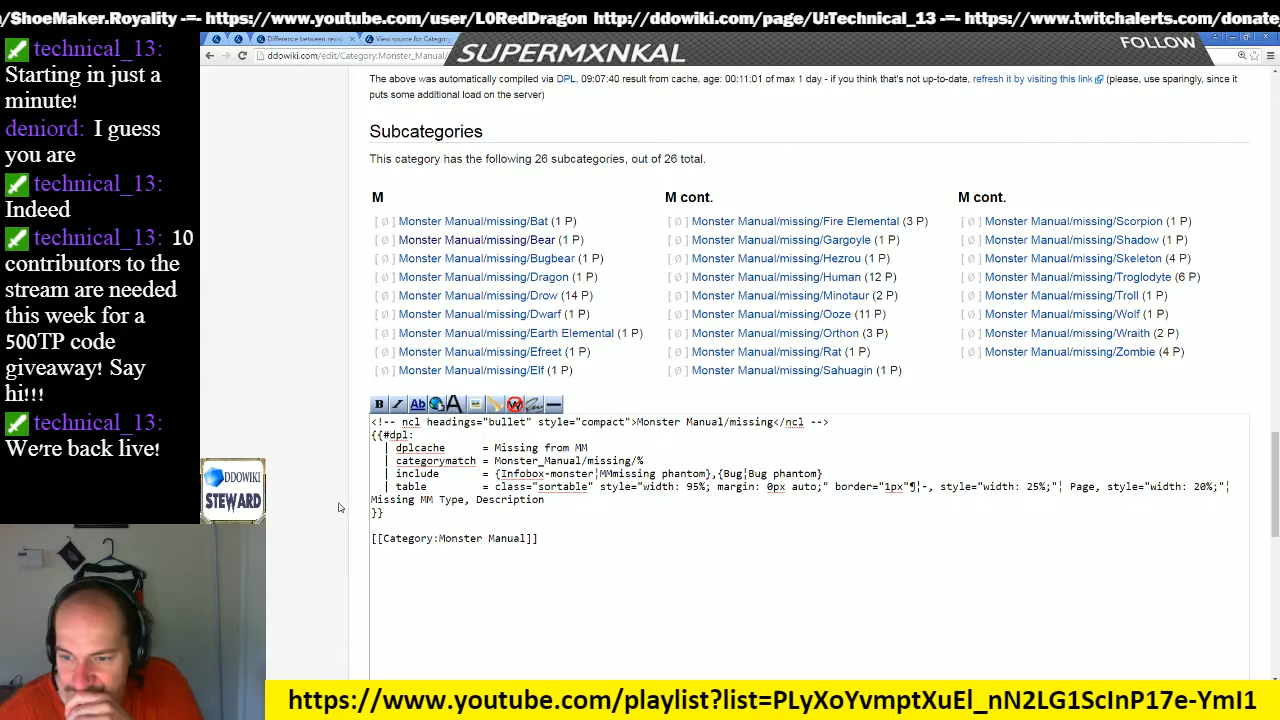 /ShoeMaker.Royality -=- https://www.youtube.com/user/L0RedDragon http://ddowiki.com/page/U:Technical_13 -=- https://www.twitchalerts.com/donate
technical_13:
Starting in just a
minute!
deniord: I guess
you are
technical_13:
Indeed
technical_13: 10
contributors to the
stream are needed
this week for a
500TP code
giveaway! Say
hi!!!
technical_13:
We're back live!
Difference between revis
View source for Categor
ddowiki.com/edit/Category:Monster_Manual/
SUPERMXNKAL
FOLLOW
The above was automatically compiled via DPL, 09:07:40 result from cache, age: 00:11:01 of max 1 day - if you think that's not up-to-date, refresh it by visiting this link (please, use sparingly, since it
puts some additional load on the server)
Subcategories
This category has the following 26 subcategories, out of 26 total.
M
[ Ø ] Monster Manual/missing/Bat (1 P)
[ Ø ] Monster Manual/missing/Bear (1 P)
[ Ø ] Monster Manual/missing/Bugbear (1 P)
[ Ø ] Monster Manual/missing/Dragon (1 P)
[ Ø ] Monster Manual/missing/Drow (14 P)
[ Ø ] Monster Manual/missing/Dwarf (1 P)
[ Ø ] Monster Manual/missing/Earth Elemental (1 P)
[ Ø ] Monster Manual/missing/Efreet (1 P)
[ Ø ] Monster Manual/missing/Elf (1 P)
M cont.
[ Ø ] Monster Manual/missing/Fire Elemental (3 P)
[ Ø ] Monster Manual/missing/Gargoyle (1 P)
[ Ø ] Monster Manual/missing/Hezrou (1 P)
[ Ø ] Monster Manual/missing/Human (12 P)
[ Ø ] Monster Manual/missing/Minotaur (2 P)
[ Ø ] Monster Manual/missing/Ooze (11 P)
[ Ø ] Monster Manual/missing/Orthon (3 P)
[ Ø ] Monster Manual/missing/Rat (1 P)
[ Ø ] Monster Manual/missing/Sahuagin (1 P)
M cont.
[ Ø ] Monster Manual/missing/Scorpion (1 P)
[ Ø ] Monster Manual/missing/Shadow (1 P)
[ Ø ] Monster Manual/missing/Skeleton (4 P)
[ Ø ] Monster Manual/missing/Troglodyte (6 P)
[ Ø ] Monster Manual/missing/Troll (1 P)
[ Ø ] Monster Manual/missing/Wolf (1 P)
[ Ø ] Monster Manual/missing/Wraith (2 P)
[ Ø ] Monster Manual/missing/Zombie (4 P)
B I Ab A W
<!-- ncl headings="bullet" style="compact">Monster Manual/missing</ncl -->
{{#dpl:
| dplcache = Missing from MM
| categorymatch = Monster_Manual/missing/%
| include = {Infobox-monster¦MMmissing phantom},{Bug¦Bug phantom}
| table = class="sortable" style="width: 95%; margin: 0px auto;" border="1px"¶¦-, style="width: 25%;"¦ Page, style="width: 20%;"¦
Missing MM Type, Description
}}
[[Category:Monster Manual]]
DDOWIKI
STEWARD
https://www.youtube.com/playlist?list=PLyXoYvmptXuEl_nN2LG1ScInP17e-YmI1